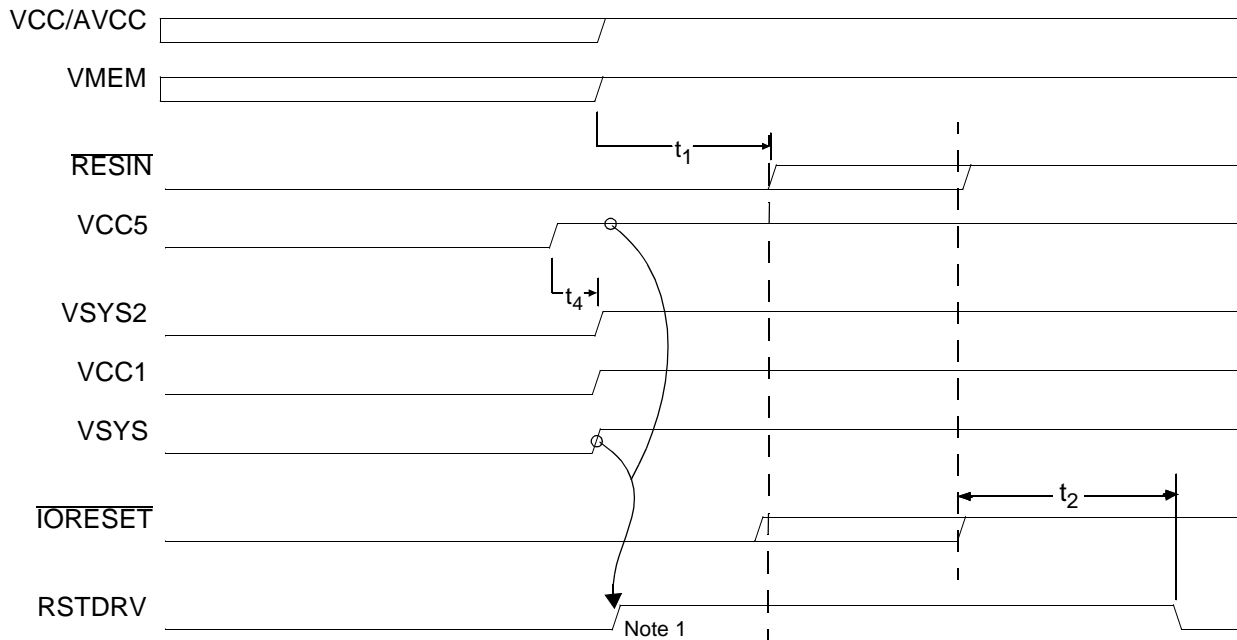 VCC/AVCC
VMEM
t1
RESIN
VCC5
t4
VSYS2
VCC1
VSYS
t2
IORESET
RSTDRV
Note 1